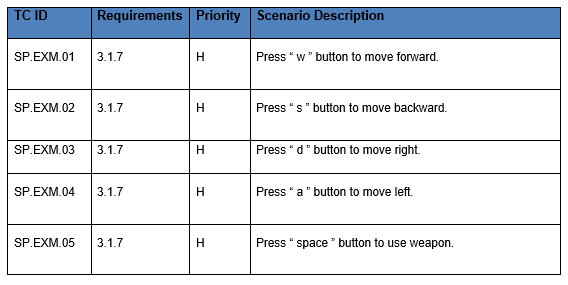 TC ID Requirements Priority Scenario Description
SP.EXM.01 3.1.7 H Press “ w ” button to move forward.
SP.EXM.02 3.1.7 H Press “ s ” button to move backward.
SP.EXM.03 3.1.7 H Press “ d ” button to move right.
SP.EXM.04 3.1.7 H Press “ a ” button to move left.
SP.EXM.05 3.1.7 H Press “ space ” button to use weapon.